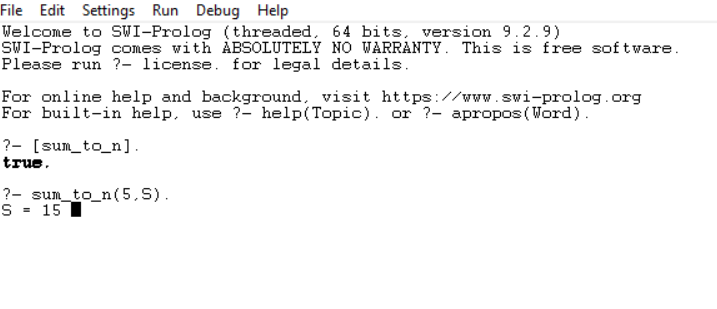 File Edit Settings Run Debug Help
Welcome to SWI-Prolog (threaded, 64 bits, version 9.2.9)
SWI-Prolog comes with ABSOLUTELY NO WARRANTY. This is free software.
Please run ?- license. for legal details.
For online help and background, visit https://www.swi-prolog.org
For built-in help, use ?- help(Topic). or ?- apropos(Word).
?- [sum_to_n].
true.
?- sum_to_n(5,S).
S = 15